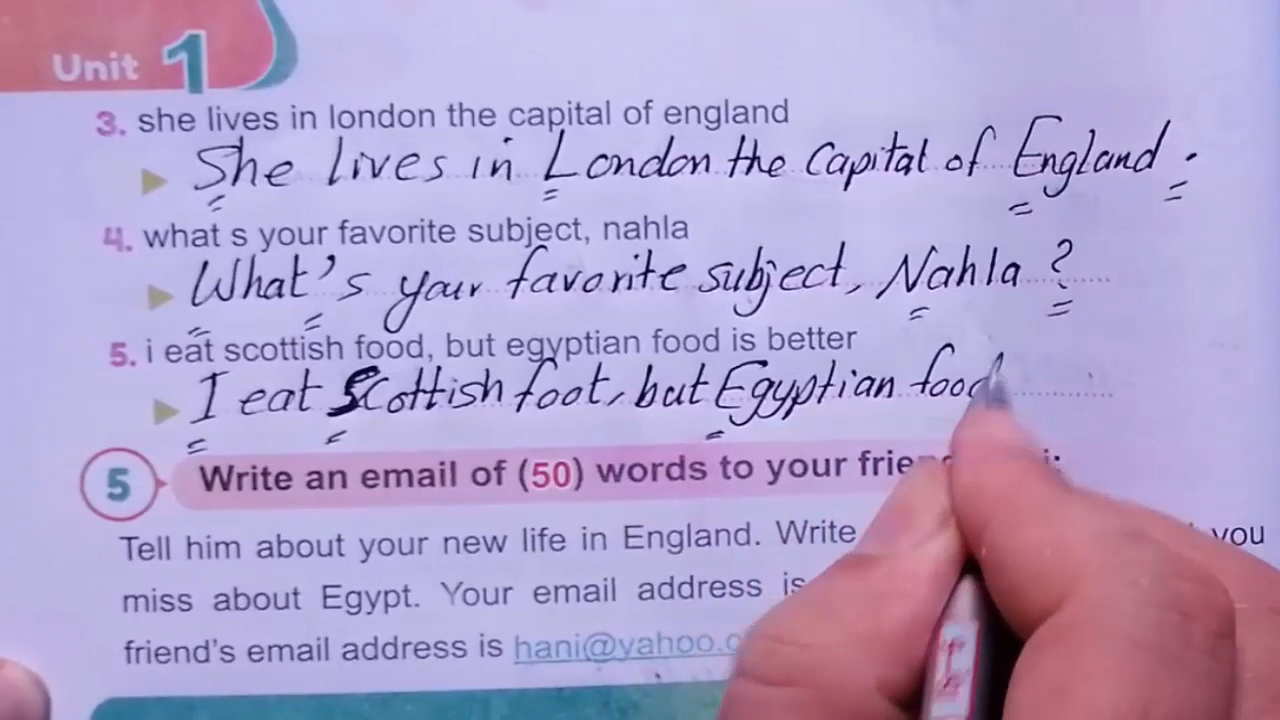 Unit 1
3. she lives in london the capital of england
She lives in London the capital of England.
4. what s your favorite subject, nahla
What's your favorite subject, Nahla?
5. i eat scottish food, but egyptian food is better
I eat Scottish foot, but Egyptian food
5 Write an email of (50) words to your
Tell him about your new life in England. Write you
miss about Egypt. Your email address is
friend's email address is hani@yahoo.